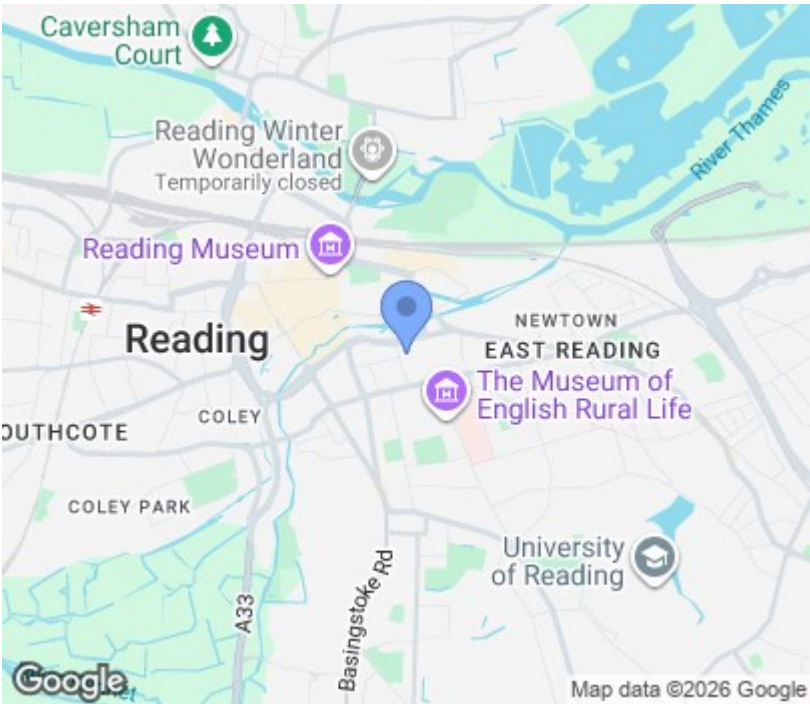 Caversham
Court
Reading Winter
Wonderland
Temporarily closed
River Thames
Reading Museum
NEWTOWN
Reading
EAST READING
The Museum of
English Rural Life
COLEY
OUTHCOTE
COLEY PARK
University
of Reading
Basingstoke Rd
A33
Google
Map data ©2026 Google